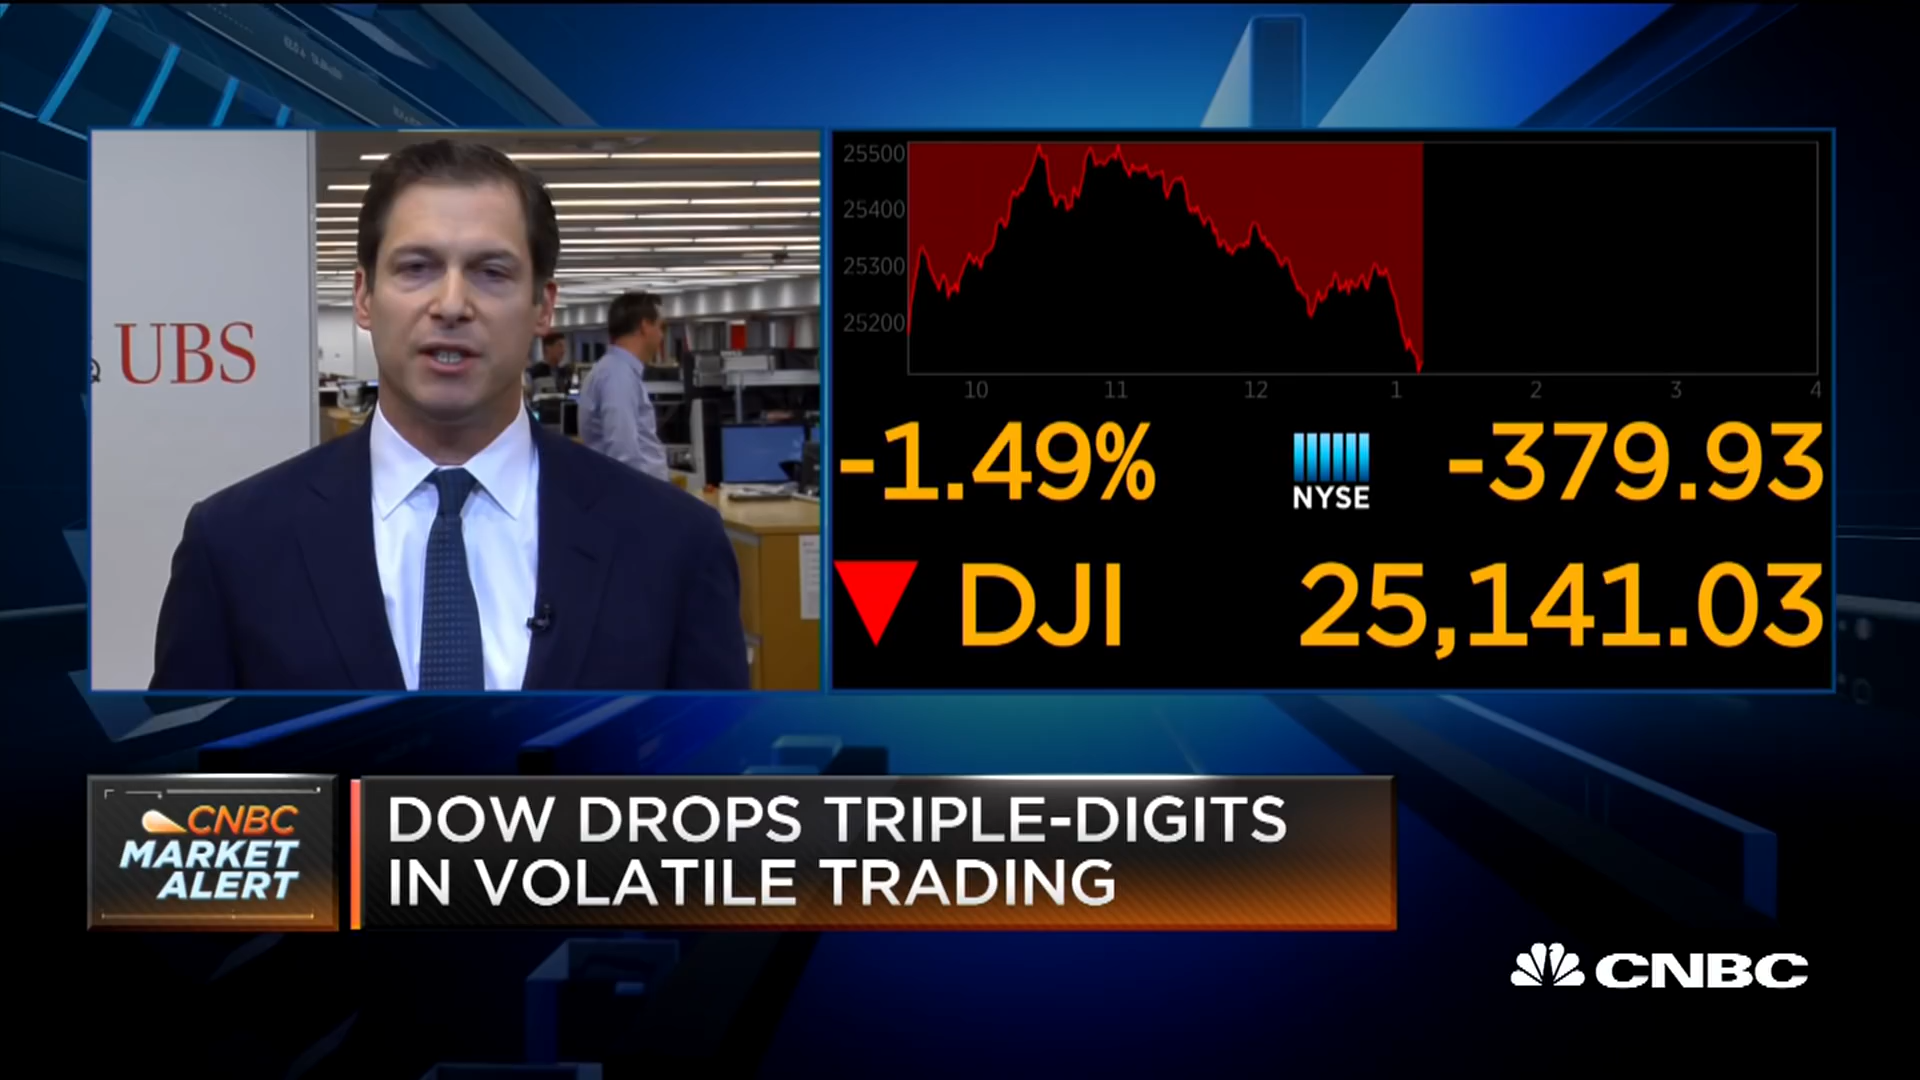 UBS
25500
25400
25300
25200
10 11 12 1 2 3 4
-1.49% NYSE -379.93
DJI 25,141.03
CNBC
MARKET
ALERT
DOW DROPS TRIPLE-DIGITS
IN VOLATILE TRADING
CNBC